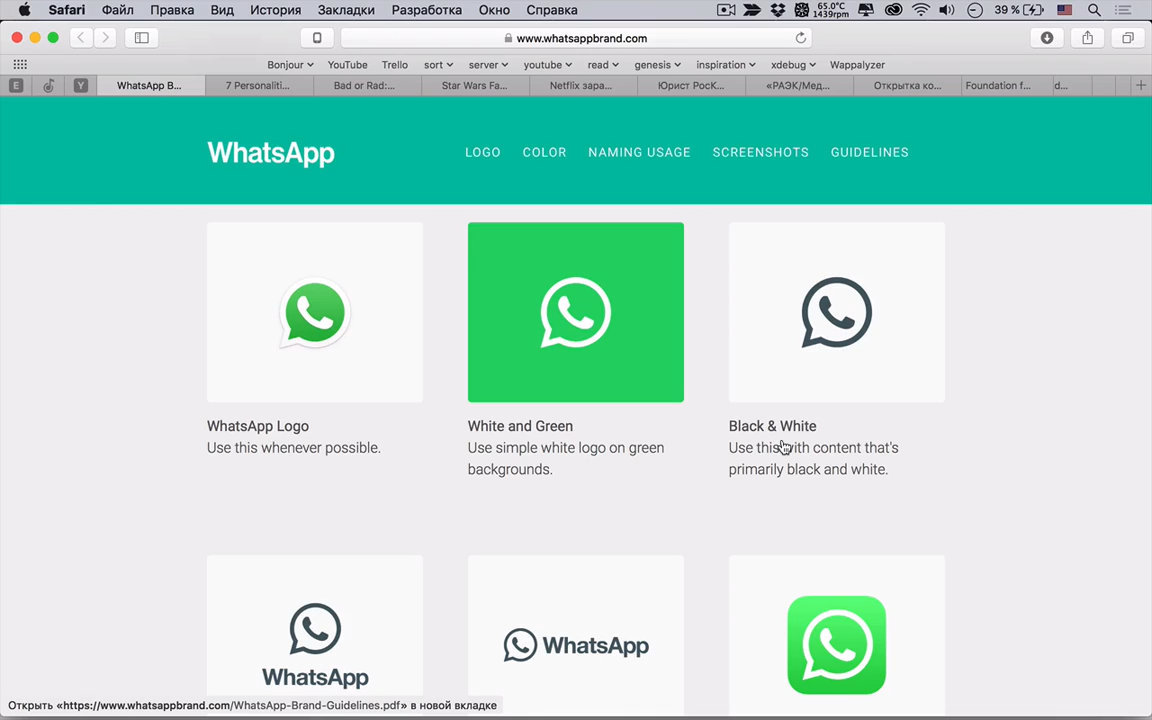 Safari Файл Правка Вид История Закладки Разработка Окно Справка 65.0°C 1439rpm 39 %
www.whatsappbrand.com
Bonjour YouTube Trello sort server youtube read genesis inspiration xdebug Wappalyzer
E Y WhatsApp B... 7 Personaliti... Bad or Rad:... Star Wars Fa... Netflix зара... Юрист РосК... «РАЭК/Мед... Открытка ко... Foundation f... d...
WhatsApp LOGO COLOR NAMING USAGE SCREENSHOTS GUIDELINES
WhatsApp Logo
Use this whenever possible.
White and Green
Use simple white logo on green
backgrounds.
Black & White
Use this with content that's
primarily black and white.
WhatsApp
WhatsApp
Открыть «https://www.whatsappbrand.com/WhatsApp-Brand-Guidelines.pdf» в новой вкладке